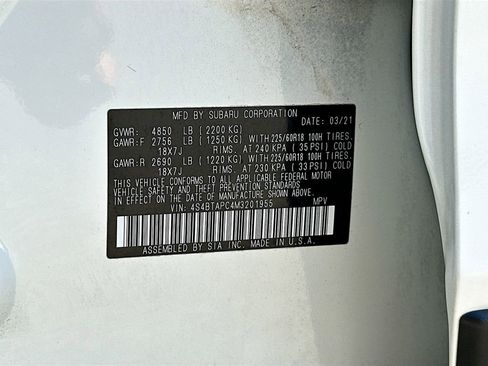 MFD BY SUBARU CORPORATION
DATE: 03/21
GVWR: 4850 LB (2200 KG)
GAWR:F 2756 LB (1250 KG) WITH 225/60R18 100H TIRES.
18X7J RIMS. AT 240 KPA (35 PSI) COLD
GAWR:R 2690 LB (1220 KG) WITH 225/60R18 100H TIRES.
18X7J RIMS. AT 230 KPA (33 PSI) COLD
THIS VEHICLE CONFORMS TO ALL APPLICABLE FEDERAL MOTOR
VEHICLE SAFETY AND THEFT PREVENTION STANDARDS
IN EFFECT ON THE DATE OF MANUFACTURE SHOWN ABOVE.
VIN: 4S4BTAPC4M3201955 MPV
ASSEMBLED BY SIA INC. MADE IN U.S.A.